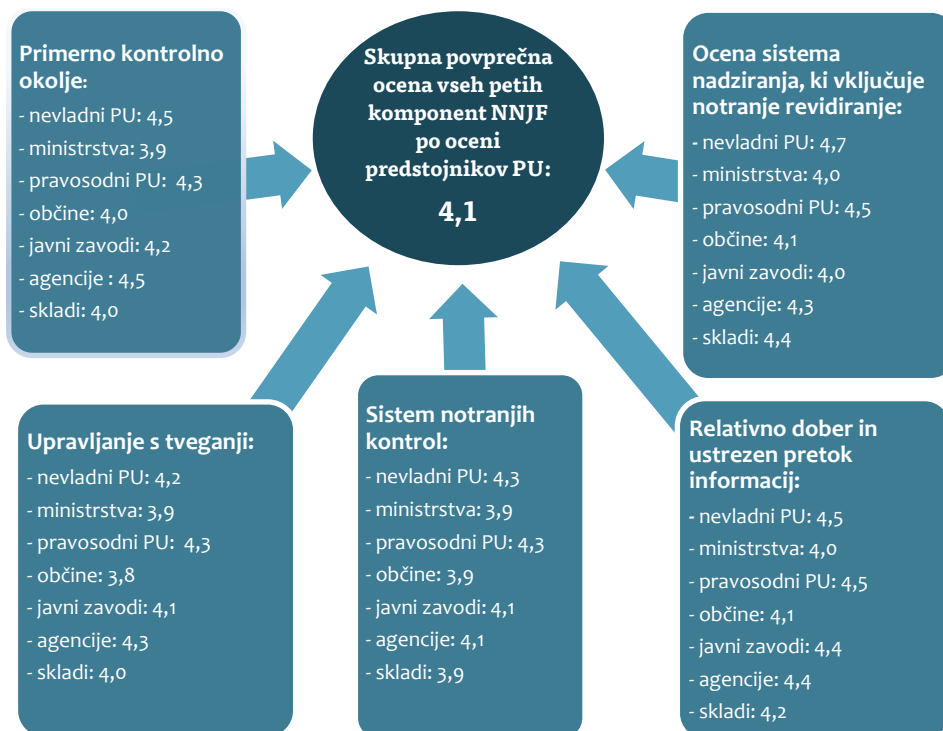 Primerno kontrolno
okolje:
- nevladni PU: 4,5
- ministrstva: 3,9
- pravosodni PU:  4,3
- občine: 4,0
- javni zavodi: 4,2
- agencije : 4,5
- skladi: 4,0
Skupna povprečna
ocena vseh petih
komponent NNJF
po oceni
predstojnikov PU:
4,1
Ocena sistema
nadziranja, ki vključuje
notranje revidiranje:
- nevladni PU: 4,7
- ministrstva: 4,0
- pravosodni PU: 4,5
- občine: 4,1
- javni zavodi: 4,0
- agencije: 4,3
- skladi: 4,4
Upravljanje s tveganji:
- nevladni PU: 4,2
- ministrstva: 3,9
- pravosodni PU:  4,3
- občine: 3,8
- javni zavodi: 4,1
- agencije: 4,3
- skladi: 4,0
Sistem notranjih
kontrol:
- nevladni PU: 4,3
- ministrstva: 3,9
- pravosodni PU: 4,3
- občine: 3,9
- javni zavodi: 4,1
- agencije: 4,1
- skladi: 3,9
Relativno dober in
ustrezen pretok
informacij:
- nevladni PU: 4,5
- ministrstva: 4,0
- pravosodni PU: 4,5
- občine: 4,1
- javni zavodi: 4,4
- agencije: 4,4
- skladi: 4,2